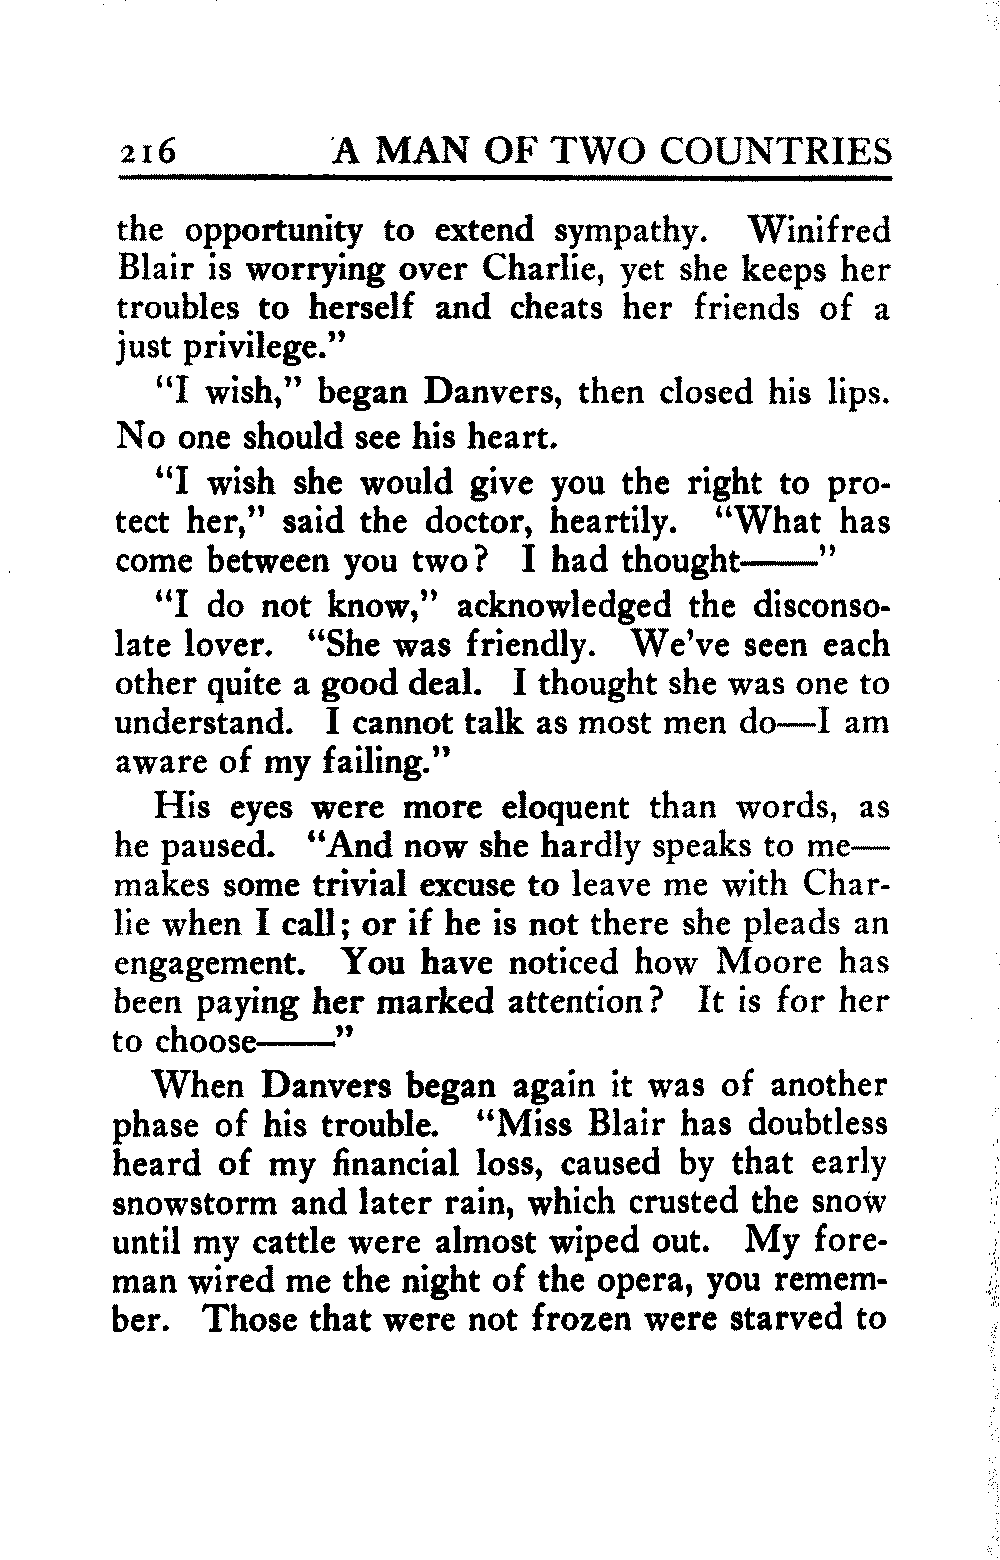 216 A MAN OF TWO COUNTRIES
the opportunity to extend sympathy. Winifred
Blair is worrying over Charlie, yet she keeps her
troubles to herself and cheats her friends of a
just privilege."
"I wish," began Danvers, then closed his lips.
No one should see his heart.
"I wish she would give you the right to pro-
tect her," said the doctor, heartily. "What has
come between you two? I had thought——"
"I do not know," acknowledged the disconso-
late lover. "She was friendly. We've seen each
other quite a good deal. I thought she was one to
understand. I cannot talk as most men do—I am
aware of my failing."
His eyes were more eloquent than words, as
he paused. "And now she hardly speaks to me—
makes some trivial excuse to leave me with Char-
lie when I call; or if he is not there she pleads an
engagement. You have noticed how Moore has
been paying her marked attention? It is for her
to choose——"
When Danvers began again it was of another
phase of his trouble. "Miss Blair has doubtless
heard of my financial loss, caused by that early
snowstorm and later rain, which crusted the snow
until my cattle were almost wiped out. My fore-
man wired me the night of the opera, you remem-
ber. Those that were not frozen were starved to